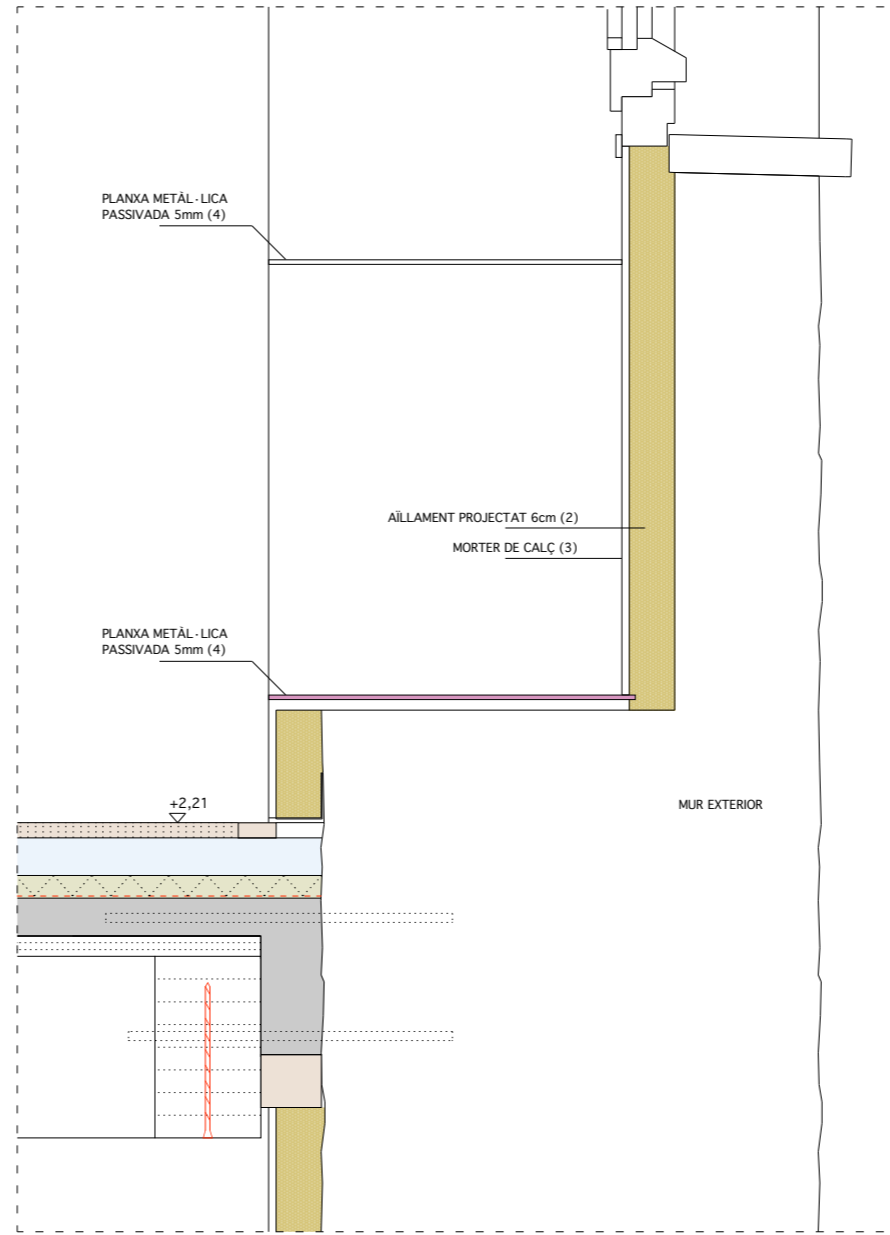 PLANXA METÀL·LICA
PASSIVADA 5mm (4)
AÏLLAMENT PROJECTAT 6cm (2)
MORTER DE CALÇ (3)
PLANXA METÀL·LICA
PASSIVADA 5mm (4)
+2,21
MUR EXTERIOR